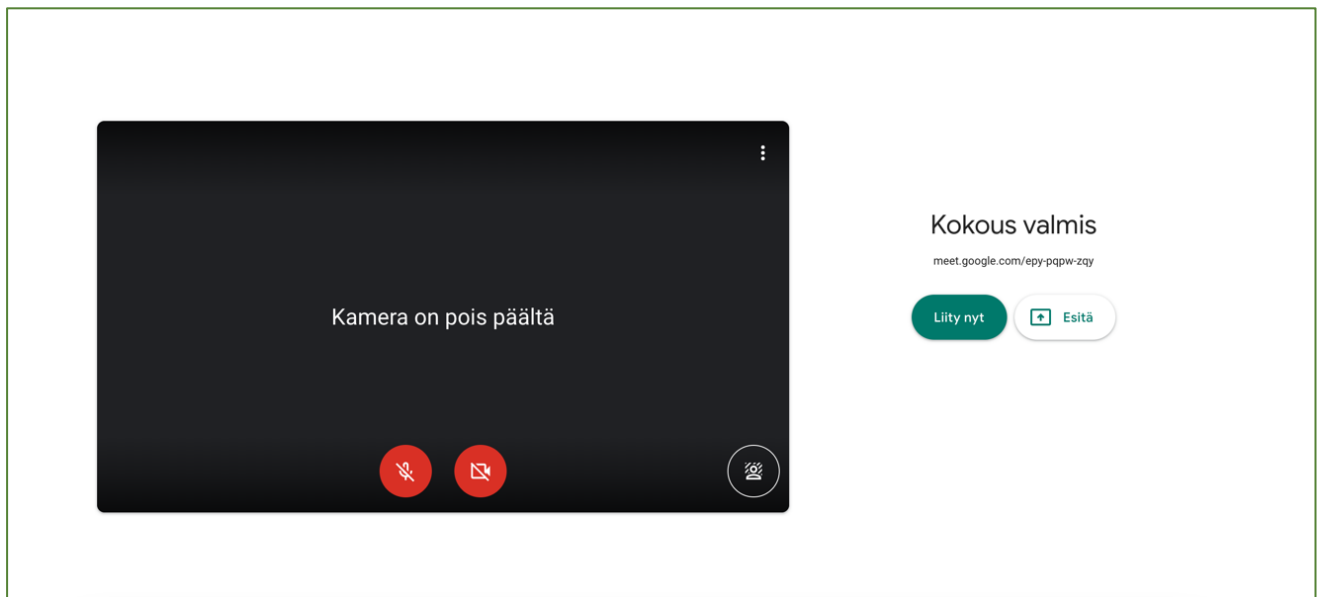 Kamera on pois päältä
Kokous valmis
meet.google.com/epy-pqpw-zqy
Liity nyt
Esitä